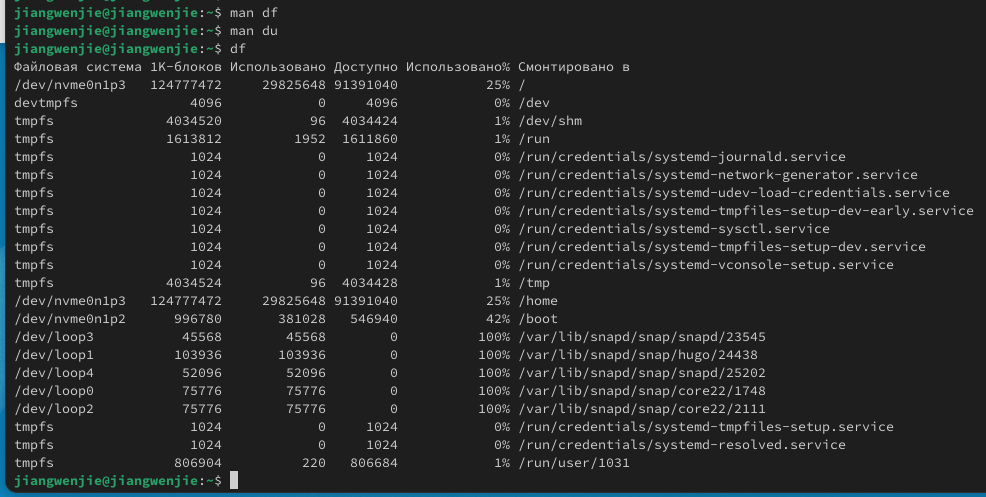 jiangwenjie@jiangwenjie:~$ man df
jiangwenjie@jiangwenjie:~$ man du
jiangwenjie@jiangwenjie:~$ df
Файловая система 1K-блоков Использовано Доступно Использовано% Смонтировано в
/dev/nvme0n1p3   124777472     29825648 91391040           25% /
devtmpfs              4096            0     4096            0% /dev
tmpfs              4034520           96  4034424            1% /dev/shm
tmpfs              1613812         1952  1611860            1% /run
tmpfs                 1024            0     1024            0% /run/credentials/systemd-journald.service
tmpfs                 1024            0     1024            0% /run/credentials/systemd-network-generator.service
tmpfs                 1024            0     1024            0% /run/credentials/systemd-udev-load-credentials.service
tmpfs                 1024            0     1024            0% /run/credentials/systemd-tmpfiles-setup-dev-early.service
tmpfs                 1024            0     1024            0% /run/credentials/systemd-sysctl.service
tmpfs                 1024            0     1024            0% /run/credentials/systemd-tmpfiles-setup-dev.service
tmpfs                 1024            0     1024            0% /run/credentials/systemd-vconsole-setup.service
tmpfs              4034524           96  4034428            1% /tmp
/dev/nvme0n1p3   124777472     29825648 91391040           25% /home
/dev/nvme0n1p2      996780       381028   546940           42% /boot
/dev/loop3           45568        45568        0          100% /var/lib/snapd/snap/snapd/23545
/dev/loop1          103936       103936        0          100% /var/lib/snapd/snap/hugo/24438
/dev/loop4           52096        52096        0          100% /var/lib/snapd/snap/snapd/25202
/dev/loop0           75776        75776        0          100% /var/lib/snapd/snap/core22/1748
/dev/loop2           75776        75776        0          100% /var/lib/snapd/snap/core22/2111
tmpfs                 1024            0     1024            0% /run/credentials/systemd-tmpfiles-setup.service
tmpfs                 1024            0     1024            0% /run/credentials/systemd-resolved.service
tmpfs               806904          220   806684            1% /run/user/1031
jiangwenjie@jiangwenjie:~$